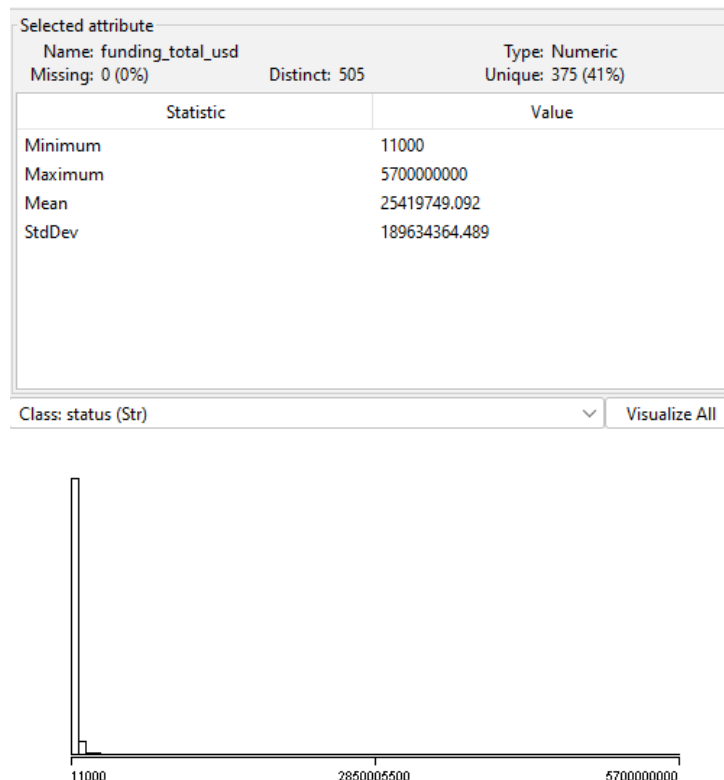 Selected attribute
Name: funding_total_usd Type: Numeric
Missing: 0 (0%) Distinct: 505 Unique: 375 (41%)
Statistic Value
Minimum 11000
Maximum 5700000000
Mean 25419749.092
StdDev 189634364.489
Class: status (Str) Visualize All
11000 2850005500 5700000000